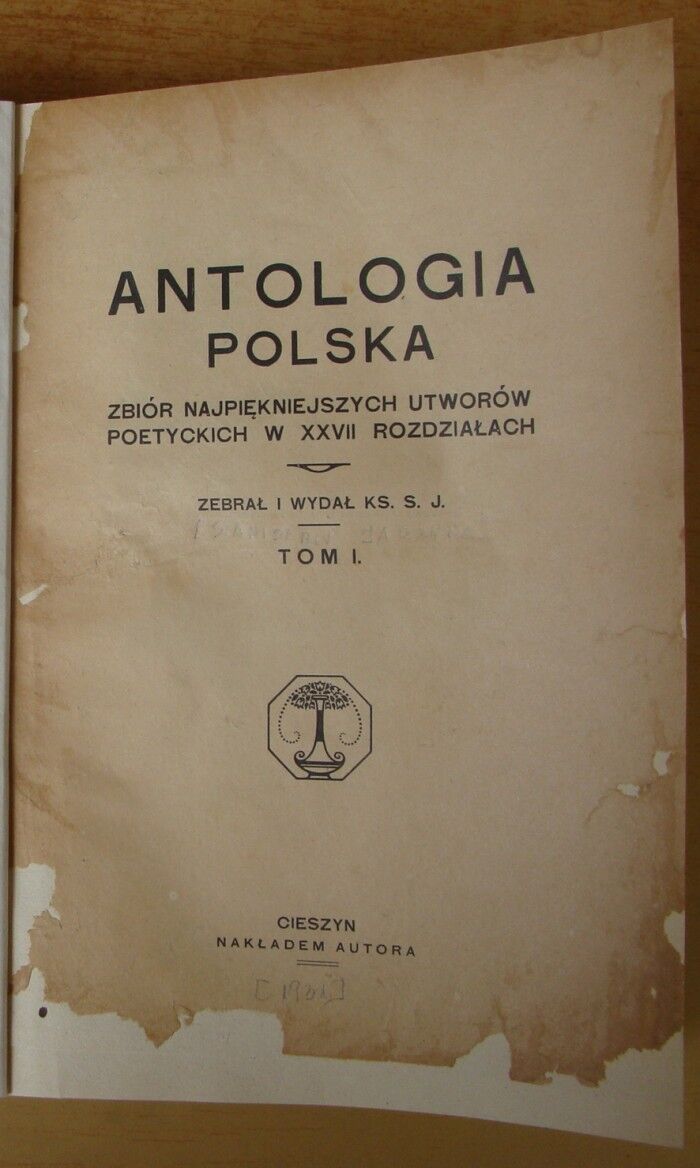 ANTOLOGIA
POLSKA
ZBIÓR NAJPIĘKNIEJSZYCH UTWORÓW
POETYCKICH W XXVII ROZDZIAŁACH
ZEBRAŁ I WYDAŁ KS. S. J.
TOM I.
CIESZYN
NAKŁADEM AUTORA